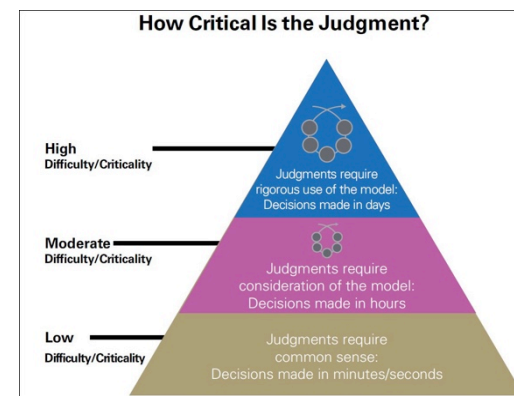 How Critical Is the Judgment?
High
Difficulty/Criticality
Judgments require
rigorous use of the model:
Decisions made in days
Moderate
Difficulty/Criticality
Judgments require
consideration of the model:
Decisions made in hours
Low
Difficulty/Criticality
Judgments require
common sense:
Decisions made in minutes/seconds